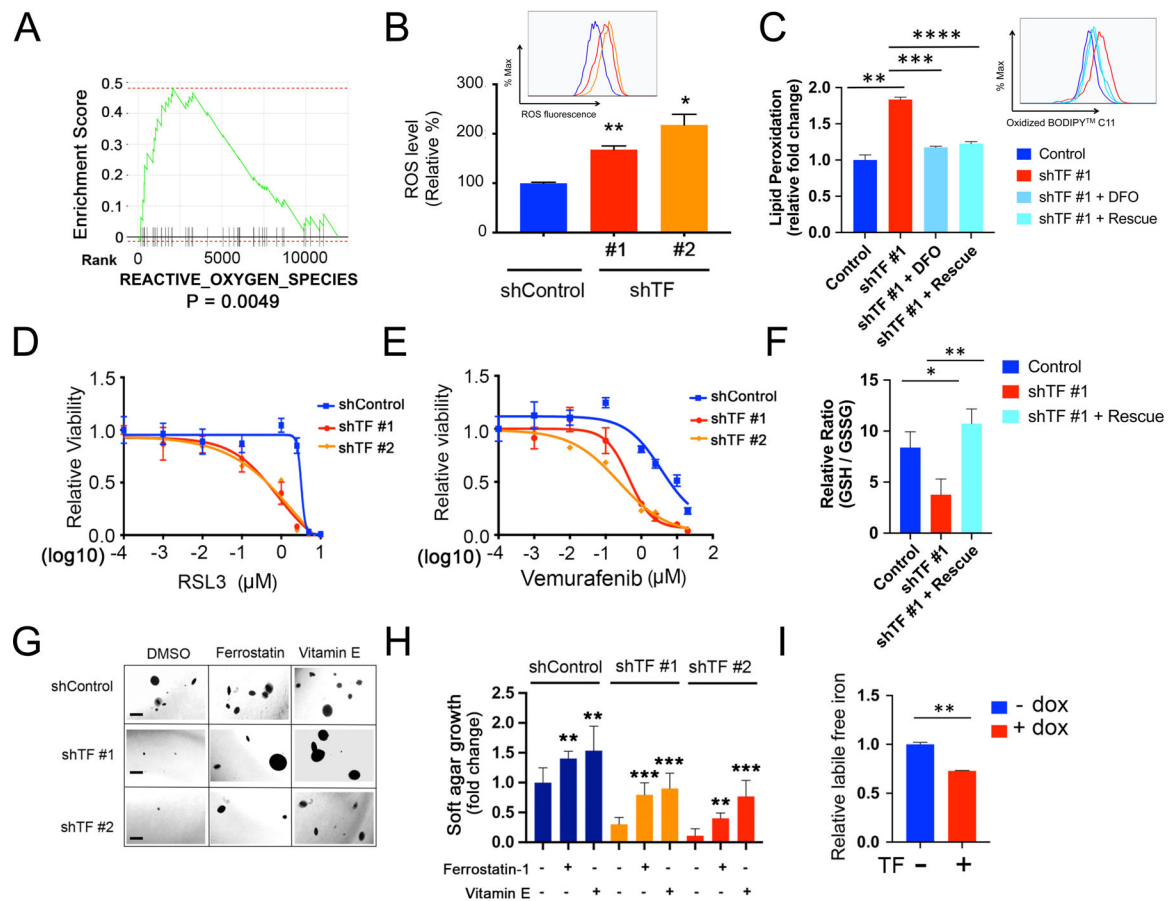 A
Enrichment Score
0.5
0.4
0.3
0.2
0.1
0
Rank
5000
10000
REACTIVE_OXYGEN_SPECIES
P = 0.0049
B
% Max
ROS fluorescence
ROS level
(Relative %)
300
200
100
0
**
*
#1
#2
shControl
shTF
C
****
***
**
Lipid Peroxidation
(relative fold change)
2.0
1.5
1.0
0.5
0.0
Control
shTF #1
shTF #1 + DFO
shTF #1 + Rescue
% Max
Oxidized BODIPY™ C11
Control
shTF #1
shTF #1 + DFO
shTF #1 + Rescue
D
Relative Viability
1.5
1.0
0.5
0.0
(log10)
-4
-3
-2
-1
0
1
RSL3 (µM)
shControl
shTF #1
shTF #2
E
Relative Viability
1.5
1.0
0.5
0.0
(log10)
-4
-3
-2
-1
0
1
2
Vemurafenib (µM)
shControl
shTF #1
shTF #2
F
**
*
Relative Ratio
(GSH / GSSG)
15
10
5
0
Control
shTF #1
shTF #1 + Rescue
Control
shTF #1
shTF #1 + Rescue
G
DMSO Ferrostatin Vitamin E
shControl
shTF #1
shTF #2
H
shControl shTF #1 shTF #2
Soft agar growth
(fold change)
2.5
2.0
1.5
1.0
0.5
0.0
** ** *** *** ** ***
Ferrostatin-1 - + - - + - - + -
Vitamin E - - + - - + - - +
I
Relative labile free iron
1.5
1.0
0.5
0.0
**
TF - +
- dox
+ dox